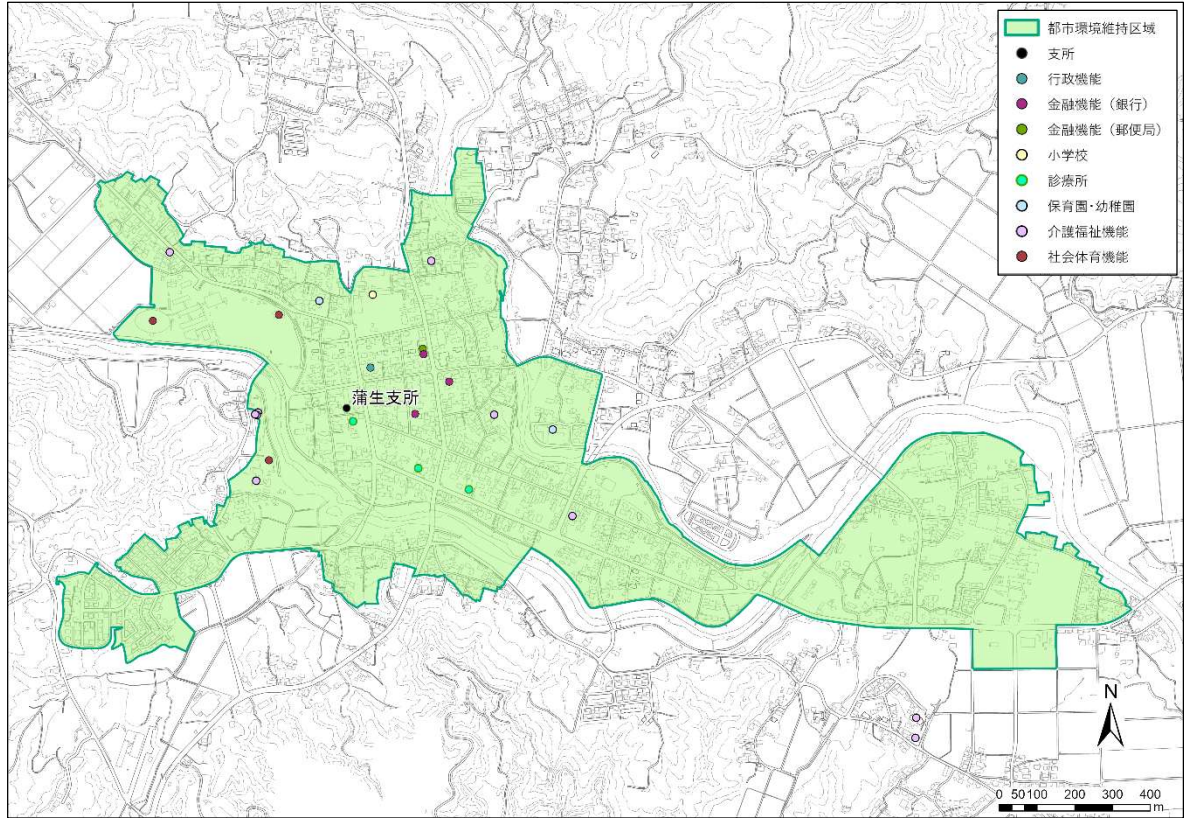 都市環境維持区域
支所
行政機能
金融機能（銀行）
金融機能（郵便局）
小学校
診療所
保育園・幼稚園
介護福祉機能
社会体育機能
蒲生支所
N
0 50 100 200 300 400
m